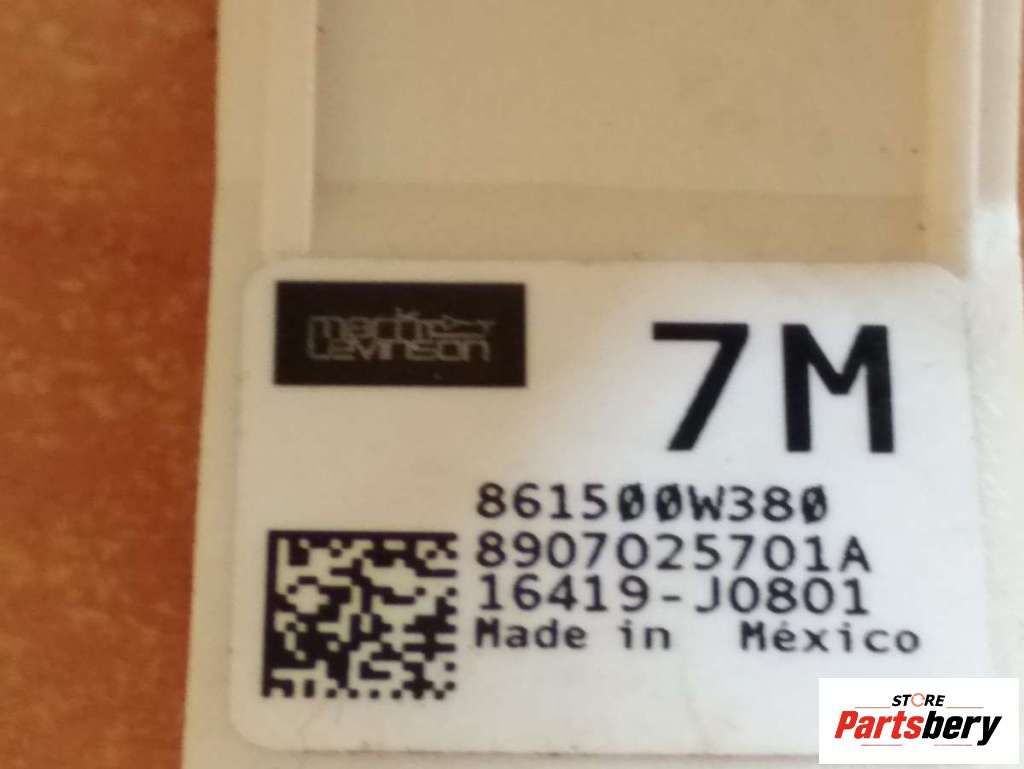 mark
Levinson
7M
861500W380
8907025701A
16419-J0801
Made in México
STORE
Partsbery